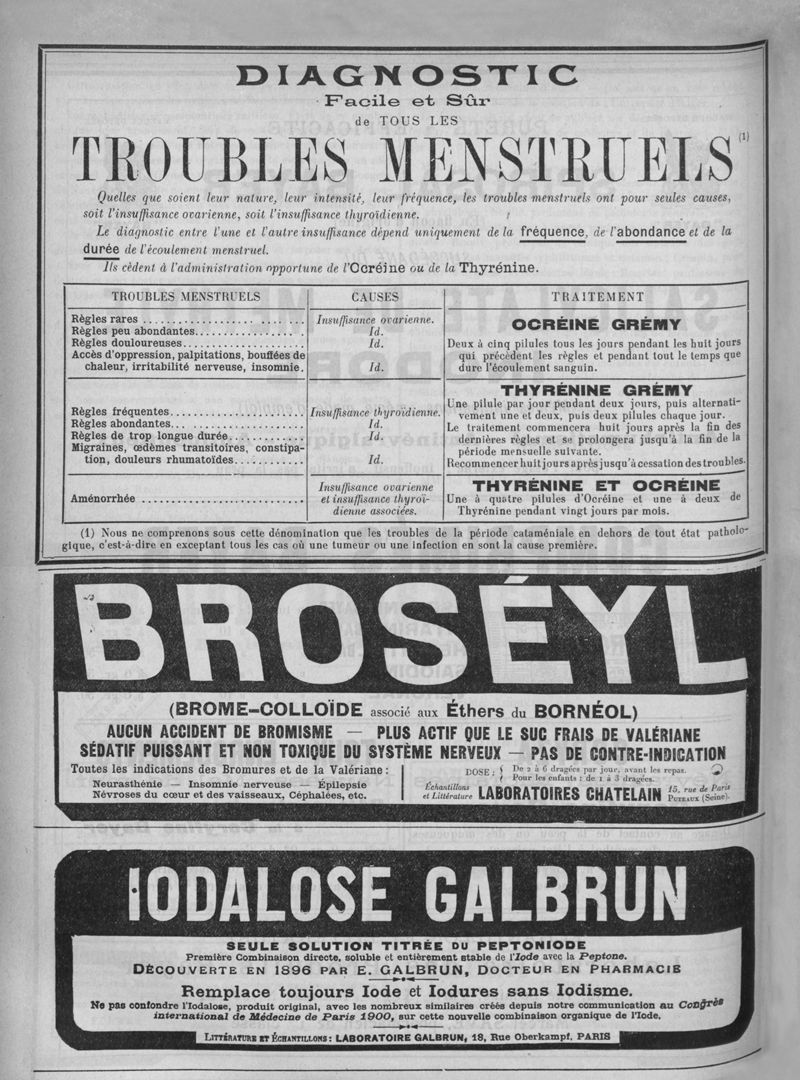 DIAGNOSTIC
Facile et Sûr
de TOUS LES
TROUBLES MENSTRUELS (1)
Quelles que soient leur nature, leur intensité, leur fréquence, les troubles menstruels ont pour seules causes,
soit l'insuffisance ovarienne, soit l'insuffisance thyroïdienne.
Le diagnostic entre l'une et l'autre insuffisance dépend uniquement de la fréquence, de l'abondance et de la
durée de l'écoulement menstruel.
Ils cèdent à l'administration opportune de l'Ocréine ou de la Thyrénine.
TROUBLES MENSTRUELS
CAUSES
TRAITEMENT
Règles rares
Insuffisance ovarienne.
Règles peu abondantes
Id.
Règles douloureuses
Id.
Accès d'oppression, palpitations, bouffées de
chaleur, irritabilité nerveuse, insomnie.
Id.
OCRÉINE GRÉMY
Deux à cinq pilules tous les jours pendant les huit jours
qui précèdent les règles et pendant tout le temps que
dure l'écoulement sanguin.
Règles fréquentes
Insuffisance thyroïdienne.
Règles abondantes
Id.
Règles de trop longue durée
Id.
Migraines, œdèmes transitoires, constipa-
tion, douleurs rhumatoïdes
Id.
THYRÉNINE GRÉMY
Une pilule par jour pendant deux jours, puis alternati-
vement une et deux, puis deux pilules chaque jour.
Le traitement commencera huit jours après la fin des
dernières règles et se prolongera jusqu'à la fin de la
période mensuelle suivante.
Recommencer huit jours après jusqu'à cessation des troubles.
Aménorrhée
Insuffisance ovarienne
et insuffisance thyroï-
dienne associées.
THYRÉNINE ET OCRÉINE
Une à quatre pilules d'Ocréine et une à deux de
Thyrénine pendant vingt jours par mois.
(1) Nous ne comprenons sous cette dénomination que les troubles de la période cataméniale en dehors de tout état patholo-
gique, c'est-à-dire en exceptant tous les cas où une tumeur ou une infection en sont la cause première.
BROSÉYL
(BROME-COLLOÏDE associé aux Éthers du BORNÉOL)
AUCUN ACCIDENT DE BROMISME — PLUS ACTIF QUE LE SUC FRAIS DE VALÉRIANE
SÉDATIF PUISSANT ET NON TOXIQUE DU SYSTÈME NERVEUX — PAS DE CONTRE-INDICATION
Toutes les indications des Bromures et de la Valériane :
Neurasthénie — Insomnie nerveuse — Épilepsie
Névroses du cœur et des vaisseaux, Céphalées, etc.
DOSE : De 2 à 6 dragées par jour, avant les repas.
Pour les enfants : de 1 à 3 dragées.
Échantillons et Littérature
LABORATOIRES CHATELAIN
15, rue de Paris
PUTEAUX (Seine).
IODALOSE GALBRUN
SEULE SOLUTION TITRÉE DU PEPTONIODE
Première Combinaison directe, soluble et entièrement stable de l'Iode avec la Peptone.
DÉCOUVERTE EN 1896 PAR E. GALBRUN, DOCTEUR EN PHARMACIE
Remplace toujours Iode et Iodures sans Iodisme.
Ne pas confondre l'Iodalose, produit original, avec les nombreux similaires créés depuis notre communication au Congrès
international de Médecine de Paris 1900, sur cette nouvelle combinaison organique de l'Iode.
LITTÉRATURE ET ÉCHANTILLONS : LABORATOIRE GALBRUN, 18, Rue Oberkampf, PARIS